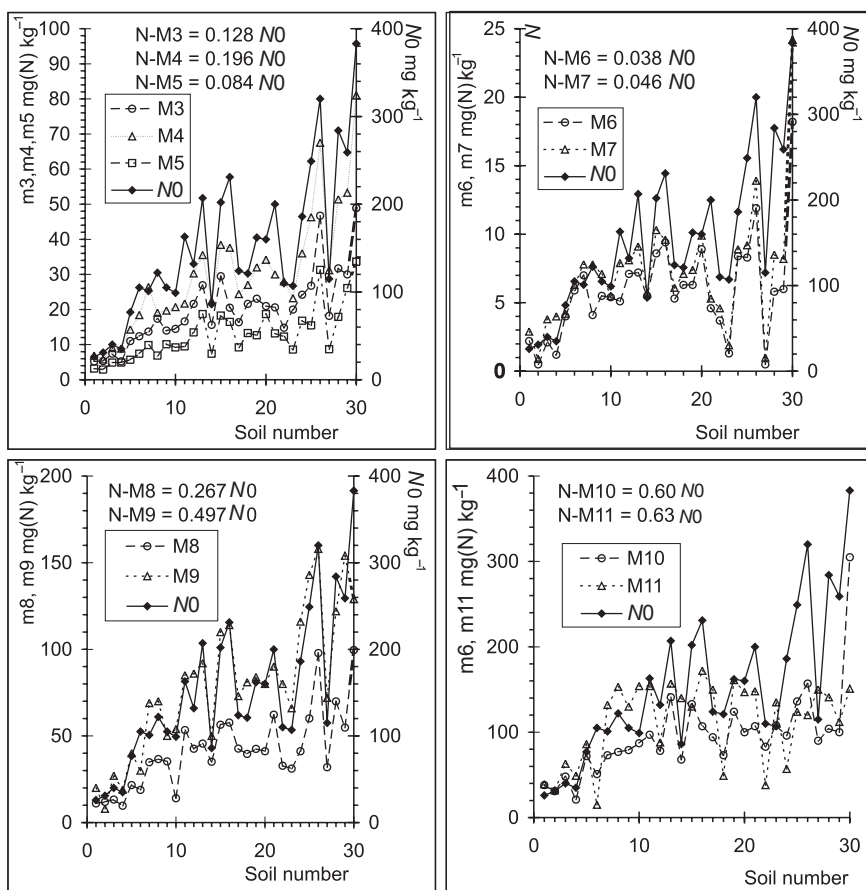 m3,m4,m5 mg(N) kg⁻¹
100
90
80
70
60
50
40
30
20
10
0
N-M3 = 0.128 N0
N-M4 = 0.196 N0
N-M5 = 0.084 N0
M3
M4
M5
N0
N0 mg kg⁻¹
400
300
200
100
0
0 10 20 30
Soil number
m6, m7 mg(N) kg⁻¹
25
20
15
10
5
0
N
N-M6 = 0.038 N0
N-M7 = 0.046 N0
M6
M7
N0
N0 mg kg⁻¹
400
300
200
100
0
0 10 20 30
Soil number
m8, m9 mg(N) kg⁻¹
200
150
100
50
0
N-M8 = 0.267 N0
N-M9 = 0.497 N0
M8
M9
N0
N0 mg kg⁻¹
400
300
200
100
0
0 10 20 30
Soil number
m6, m11 mg(N) kg⁻¹
400
300
200
100
0
N-M10 = 0.60 N0
N-M11 = 0.63 N0
M10
M11
N0
0 10 20 30
Soil number